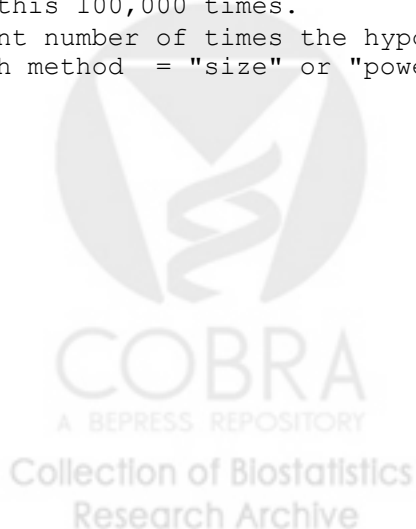 this 100,000 times.
nt number of times the hypo
h method  = "size" or "powe
COBRA
A BEPRESS REPOSITORY
Collection of Biostatistics
Research Archive